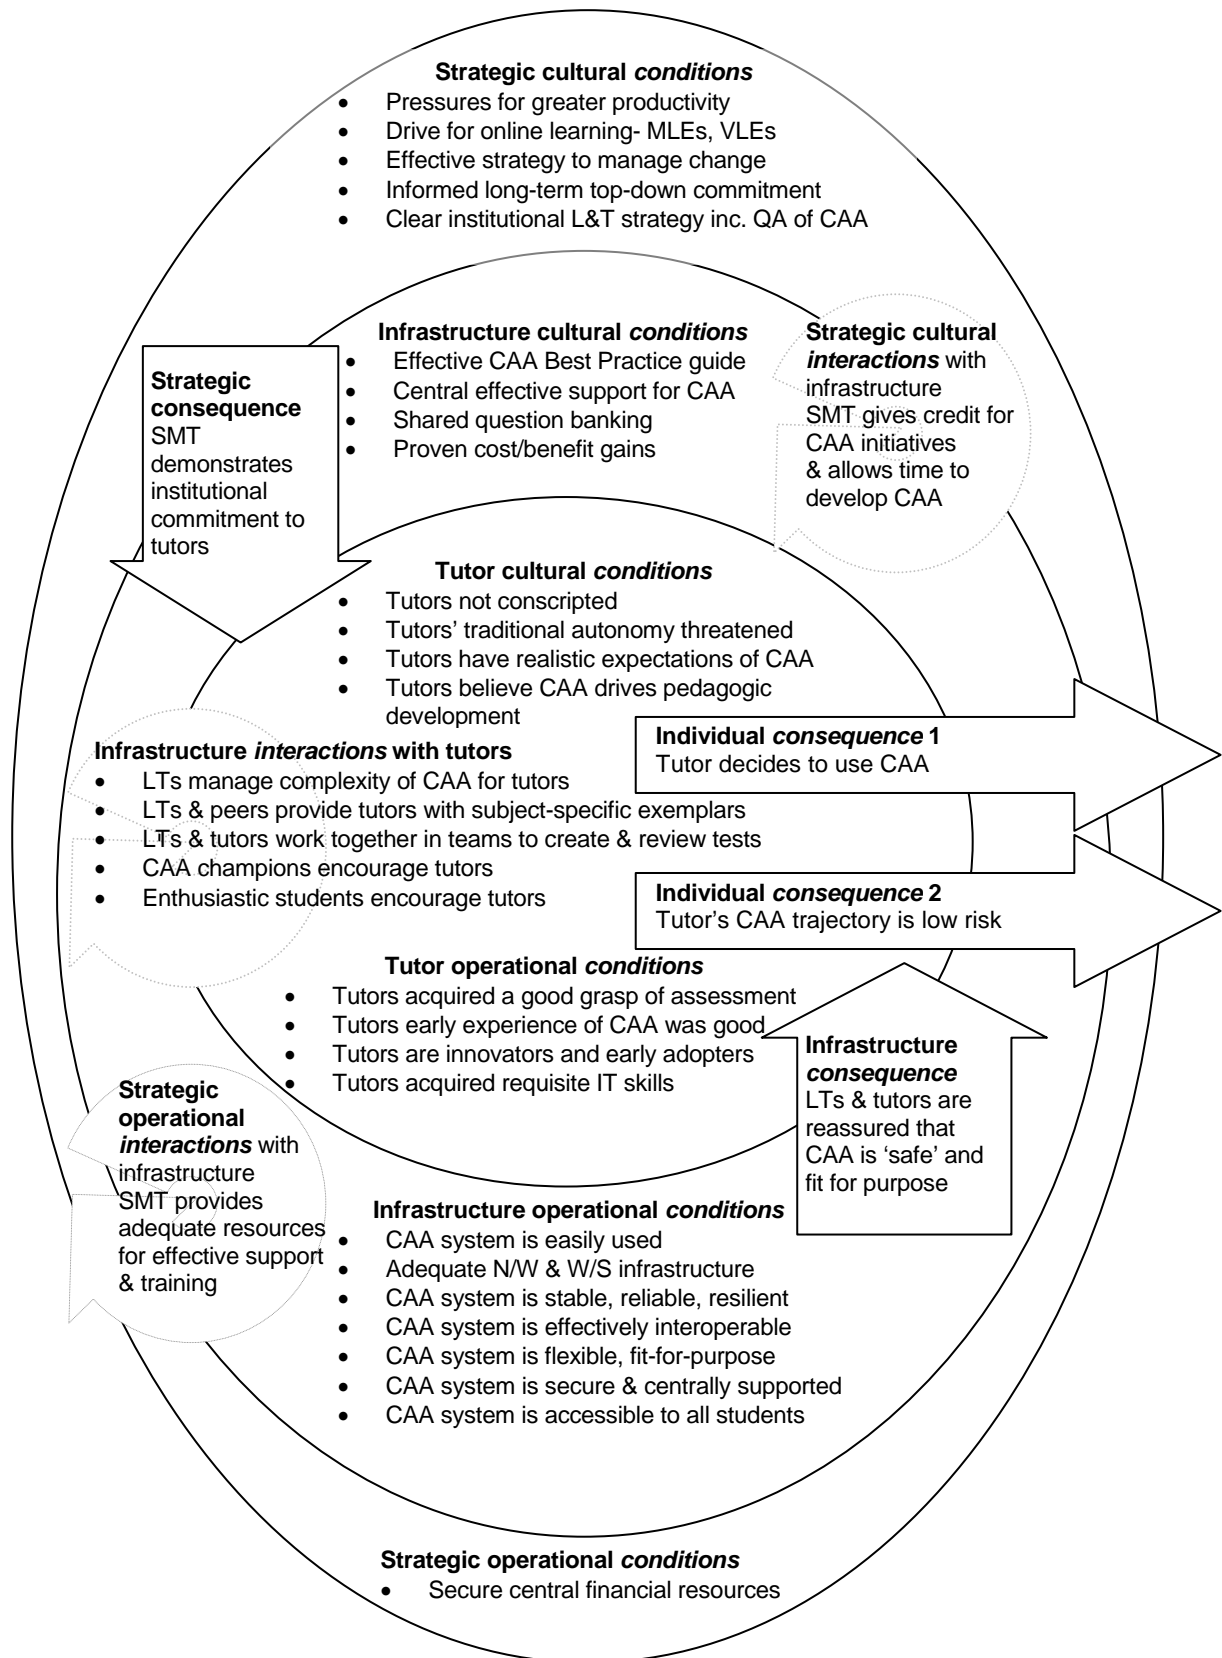 Strategic cultural conditions
• Pressures for greater productivity
• Drive for online learning- MLEs, VLEs
• Effective strategy to manage change
• Informed long-term top-down commitment
• Clear institutional L&T strategy inc. QA of CAA
Infrastructure cultural conditions
• Effective CAA Best Practice guide
• Central effective support for CAA
• Shared question banking
• Proven cost/benefit gains
Strategic cultural
interactions with
infrastructure
SMT gives credit for
CAA initiatives
& allows time to
develop CAA
Strategic
consequence
SMT
demonstrates
institutional
commitment to
tutors
Tutor cultural conditions
• Tutors not conscripted
• Tutors’ traditional autonomy threatened
• Tutors have realistic expectations of CAA
• Tutors believe CAA drives pedagogic
development
Individual consequence 1
Tutor decides to use CAA
Infrastructure interactions with tutors
• LTs manage complexity of CAA for tutors
• LTs & peers provide tutors with subject-specific exemplars
• LTs & tutors work together in teams to create & review tests
• CAA champions encourage tutors
• Enthusiastic students encourage tutors
Individual consequence 2
Tutor’s CAA trajectory is low risk
Tutor operational conditions
• Tutors acquired a good grasp of assessment
• Tutors early experience of CAA was good
• Tutors are innovators and early adopters
• Tutors acquired requisite IT skills
Infrastructure
consequence
LTs & tutors are
reassured that
CAA is ‘safe’ and
fit for purpose
Strategic
operational
interactions with
infrastructure
SMT provides
adequate resources
for effective support
& training
Infrastructure operational conditions
• CAA system is easily used
• Adequate N/W & W/S infrastructure
• CAA system is stable, reliable, resilient
• CAA system is effectively interoperable
• CAA system is flexible, fit-for-purpose
• CAA system is secure & centrally supported
• CAA system is accessible to all students
Strategic operational conditions
• Secure central financial resources